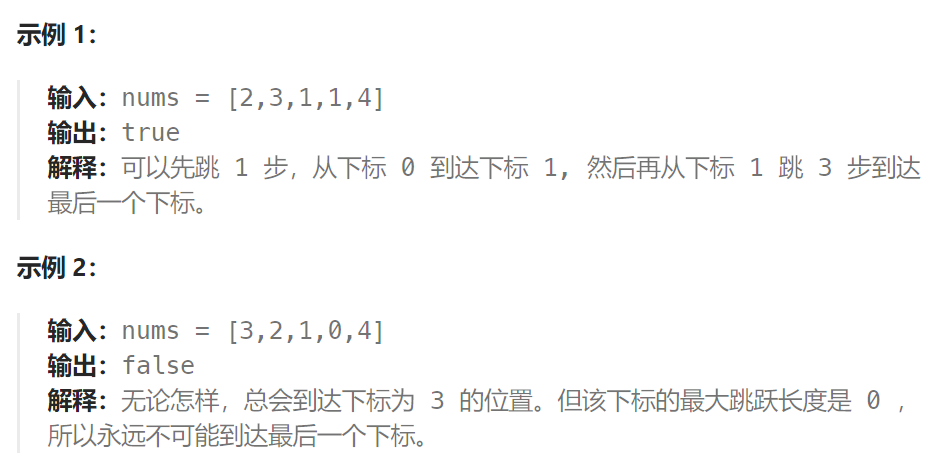 示例 1：
输入：nums = [2,3,1,1,4]
输出：true
解释：可以先跳 1 步，从下标 0 到达下标 1, 然后再从下标 1 跳 3 步到达
最后一个下标。
示例 2：
输入：nums = [3,2,1,0,4]
输出：false
解释：无论怎样，总会到达下标为 3 的位置。但该下标的最大跳跃长度是 0 ，
所以永远不可能到达最后一个下标。